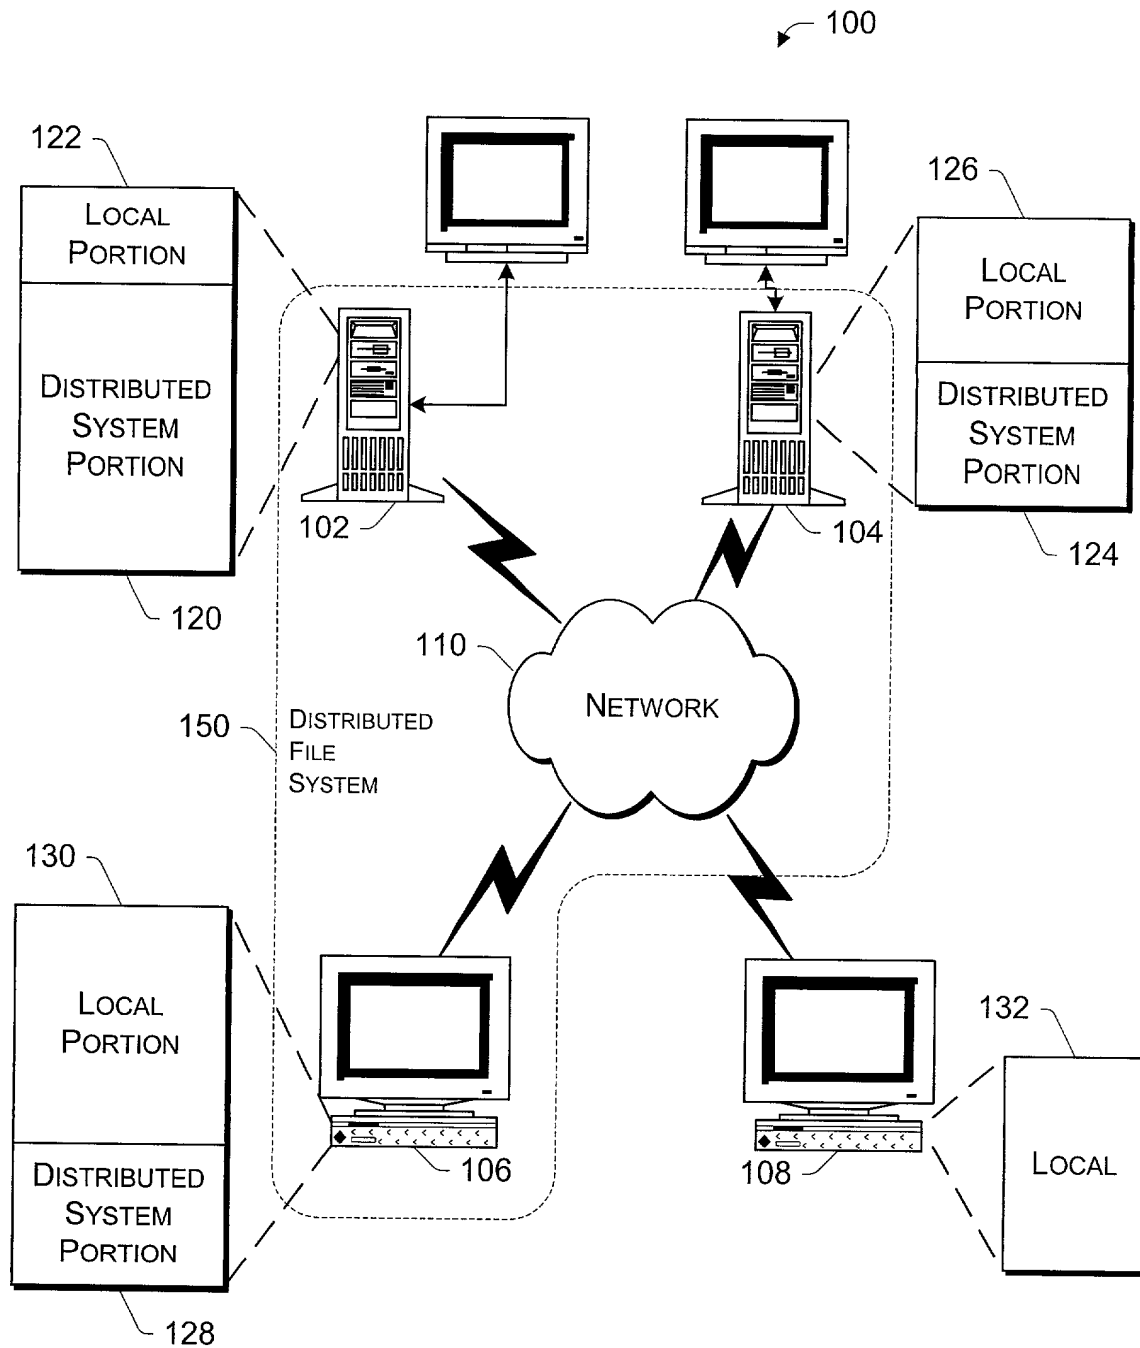 100
122
LOCAL
PORTION
DISTRIBUTED
SYSTEM
PORTION
120
126
LOCAL
PORTION
DISTRIBUTED
SYSTEM
PORTION
124
102
104
110
NETWORK
150
DISTRIBUTED
FILE
SYSTEM
130
LOCAL
PORTION
DISTRIBUTED
SYSTEM
PORTION
128
106
108
132
LOCAL